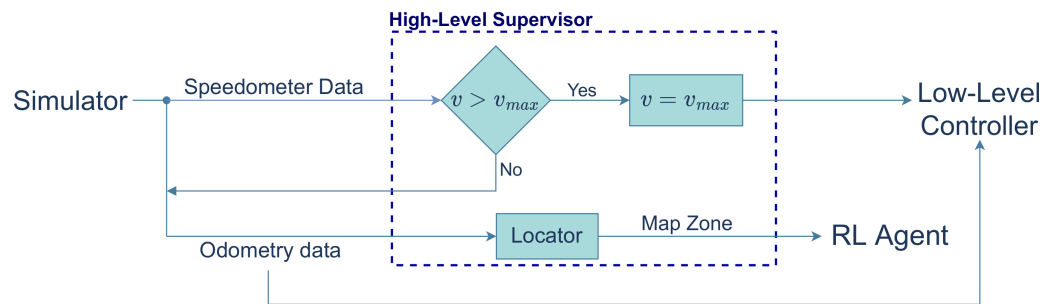 High-Level Supervisor
Simulator
Speedometer Data
v > v_max
Yes
v = v_max
Low-Level
Controller
No
Odometry data
Locator
Map Zone
RL Agent